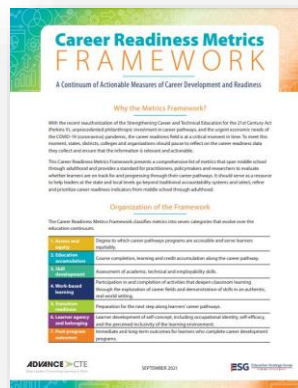 Career Readiness Metrics
FRAMEWORK
A Continuum of Actionable Measures of Career Development and Readiness
Why the Metrics Framework?
With the recent reauthorization of the Strengthening Career and Technical Education for the 21st Century Act
(Perkins V), unprecedented philanthropic investment in career pathways, and the urgent economic needs of
the COVID-19 (coronavirus) pandemic, the career readiness field is at a critical moment in time. To meet this
moment, states, districts, colleges and organizations should pause to reflect on the career readiness data
they collect and ensure that the information is relevant and actionable.
This Career Readiness Metrics Framework presents a comprehensive list of metrics that span middle school
through adulthood and provides a standard for practitioners, policymakers and researchers to evaluate
whether learners are on track for and progressing through their career pathways. It should serve as a resource
to help leaders at the state and local levels go beyond traditional accountability systems and select, refine
and prioritize career readiness indicators from middle school through adulthood.
Organization of the Framework
The Career Readiness Metrics Framework classifies metrics into seven categories that evolve over the
education continuum.
1. Access and equity
Degree to which career pathways programs are accessible and serve learners equitably.
2. Education accumulation
Course completion, learning and credit accumulation along the career pathway.
3. Skill development
Assessment of academic, technical and employability skills.
4. Work-based learning
Participation in and completion of activities that deepen classroom learning
through the exploration of career fields and demonstration of skills in an authentic,
real-world setting.
5. Transition readiness
Preparation for the next step along learners' career pathways.
6. Learner agency and belonging
Learner development of self-concept, including occupational identity, self-efficacy,
and the perceived inclusivity of the learning environment.
7. Post-program outcomes
Immediate and long-term outcomes for learners who complete career development
programs.
ADVANCE CTE
SEPTEMBER 2021
ESG